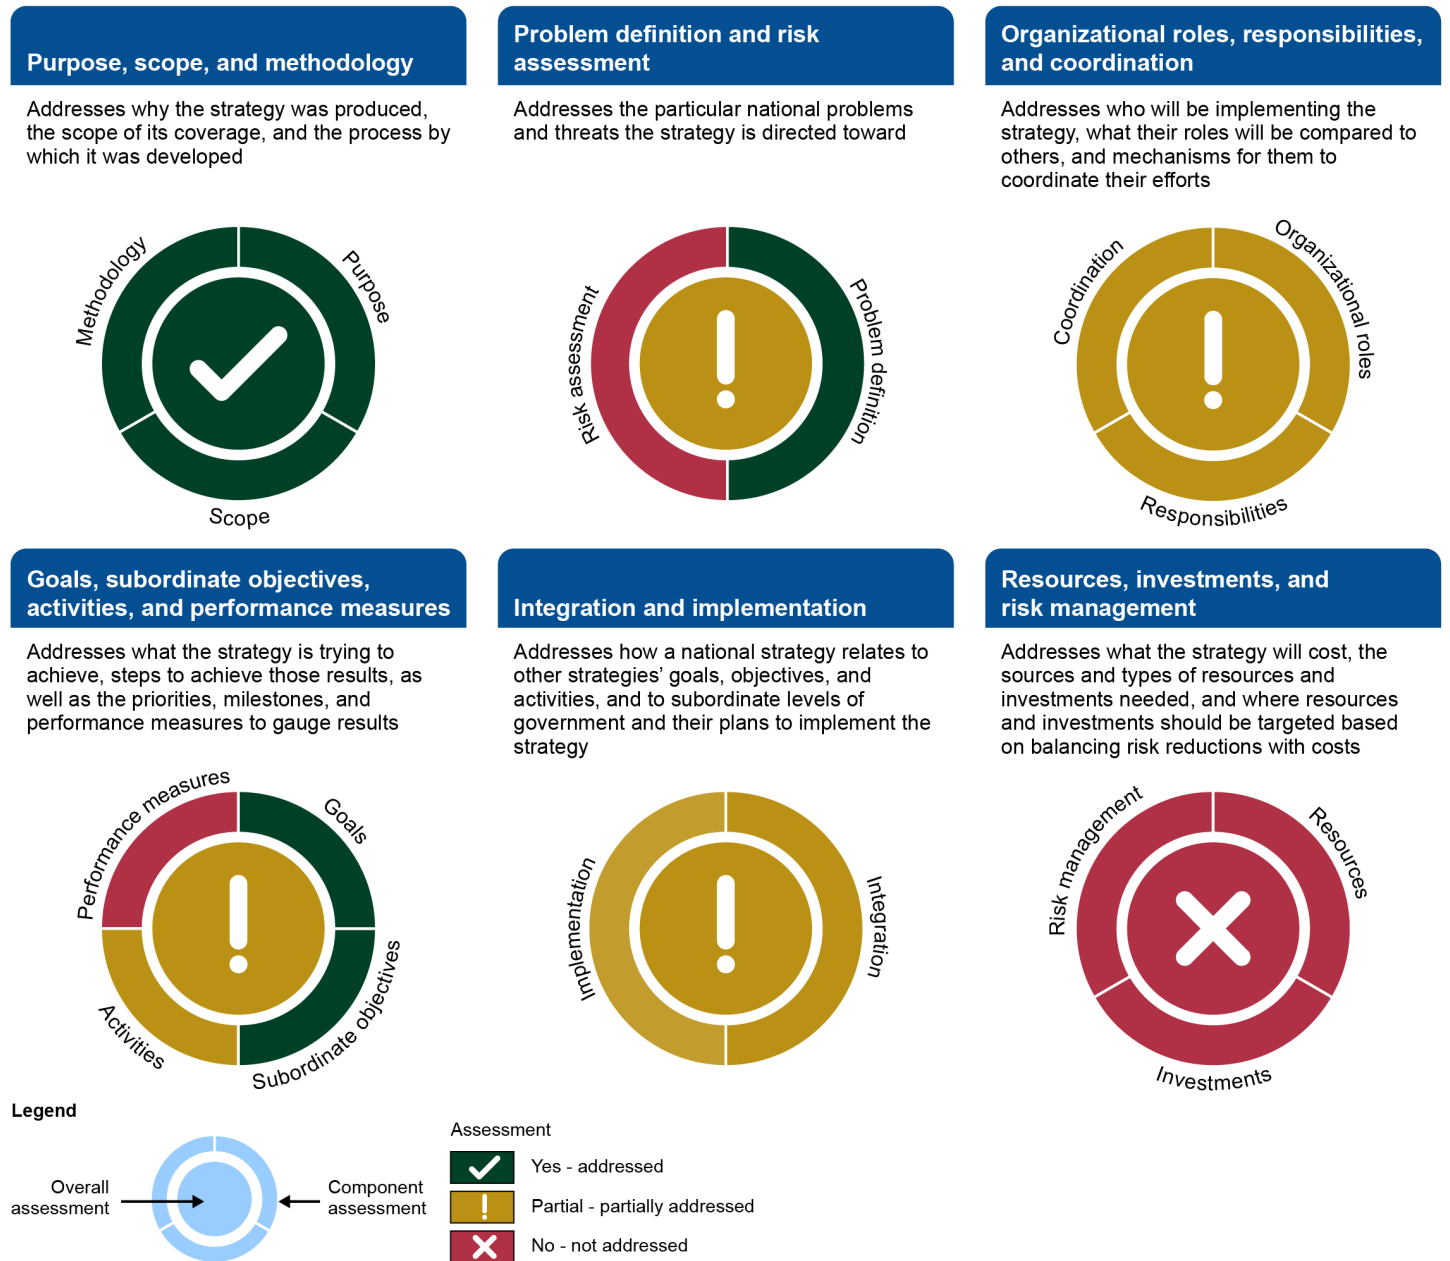 Purpose, scope, and methodology
Addresses why the strategy was produced,
the scope of its coverage, and the process by
which it was developed
Methodology
Purpose
Scope
Problem definition and risk
assessment
Addresses the particular national problems
and threats the strategy is directed toward
Risk assessment
Problem definition
Organizational roles, responsibilities,
and coordination
Addresses who will be implementing the
strategy, what their roles will be compared to
others, and mechanisms for them to
coordinate their efforts
Coordination
Organizational roles
Responsibilities
Goals, subordinate objectives,
activities, and performance measures
Addresses what the strategy is trying to
achieve, steps to achieve those results, as
well as the priorities, milestones, and
performance measures to gauge results
Performance measures
Goals
Activities
Subordinate objectives
Integration and implementation
Addresses how a national strategy relates to
other strategies’ goals, objectives, and
activities, and to subordinate levels of
government and their plans to implement the
strategy
Implementation
Integration
Resources, investments, and
risk management
Addresses what the strategy will cost, the
sources and types of resources and
investments needed, and where resources
and investments should be targeted based
on balancing risk reductions with costs
Risk management
Resources
Investments
Legend
Overall
assessment
Component
assessment
Assessment
Yes - addressed
Partial - partially addressed
No - not addressed